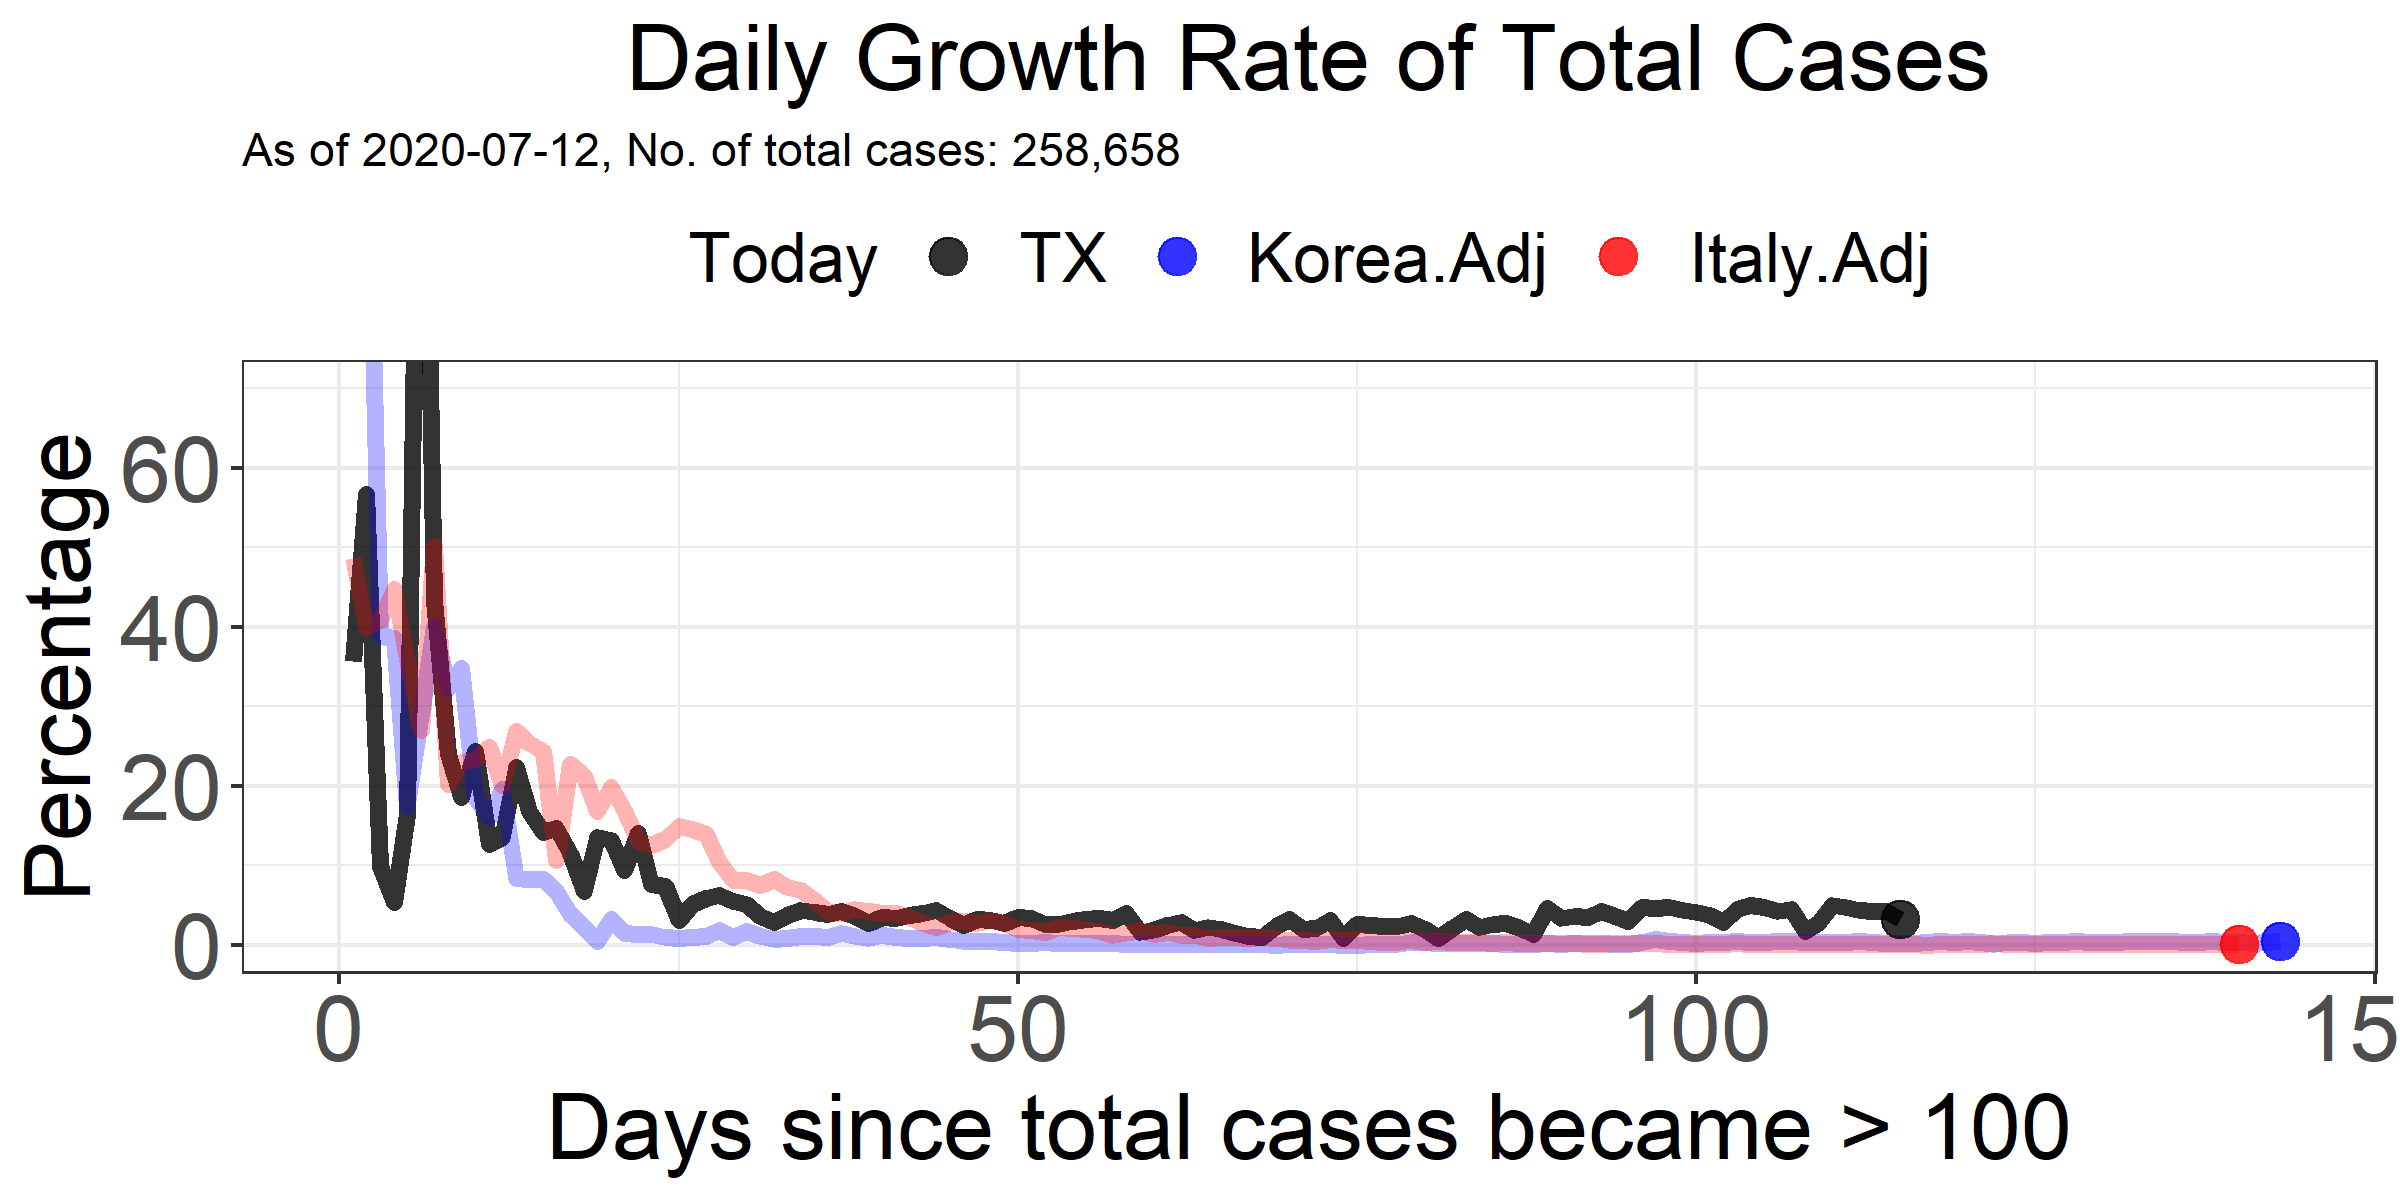 Daily Growth Rate of Total Cases
As of 2020-07-12, No. of total cases: 258,658
Today TX Korea.Adj Italy.Adj
Percentage
60
40
20
0
0 50 100 15
Days since total cases became > 100